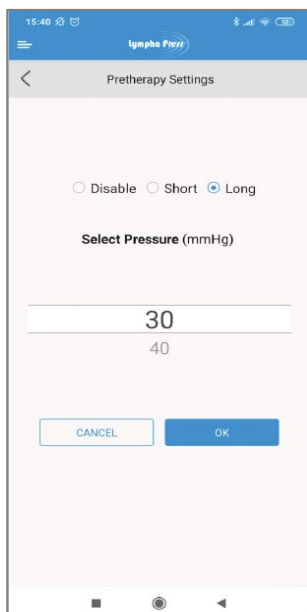 15:40
Lympha Press
Pretherapy Settings
Disable Short Long
Select Pressure (mmHg)
30
40
CANCEL OK